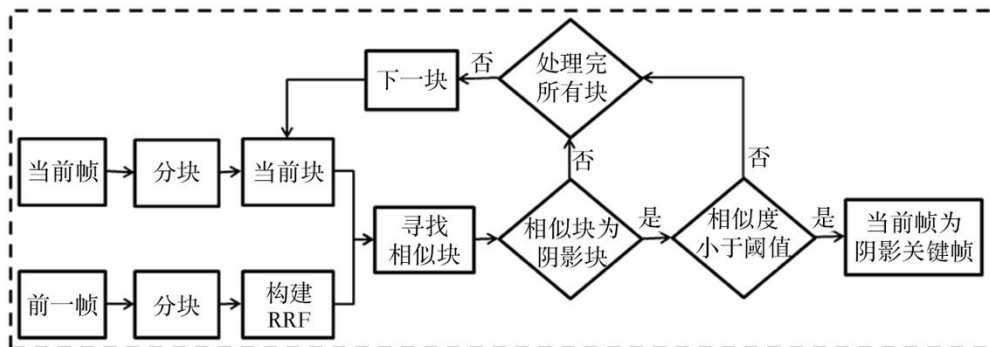 下一块
否
处理完
所有块
当前帧
分块
当前块
否
否
寻找
相似块
相似块为
阴影块
是
相似度
小于阈值
是
当前帧为
阴影关键帧
前一帧
分块
构建
RRF